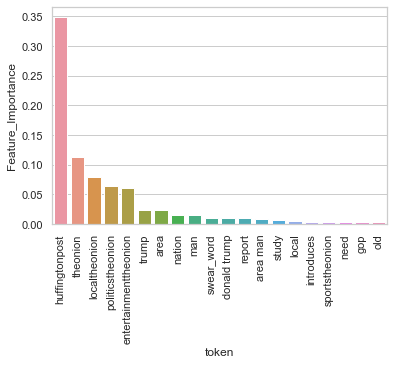 0.35
0.30
0.25
0.20
0.15
0.10
0.05
0.00
Feature_Importance
huffingtonpost
theonion
localtheonion
politicstheonion
entertainmenttheonion
trump
area
nation
man
swear_word
donald trump
report
area man
study
local
introduces
sportstheonion
need
gop
old
token